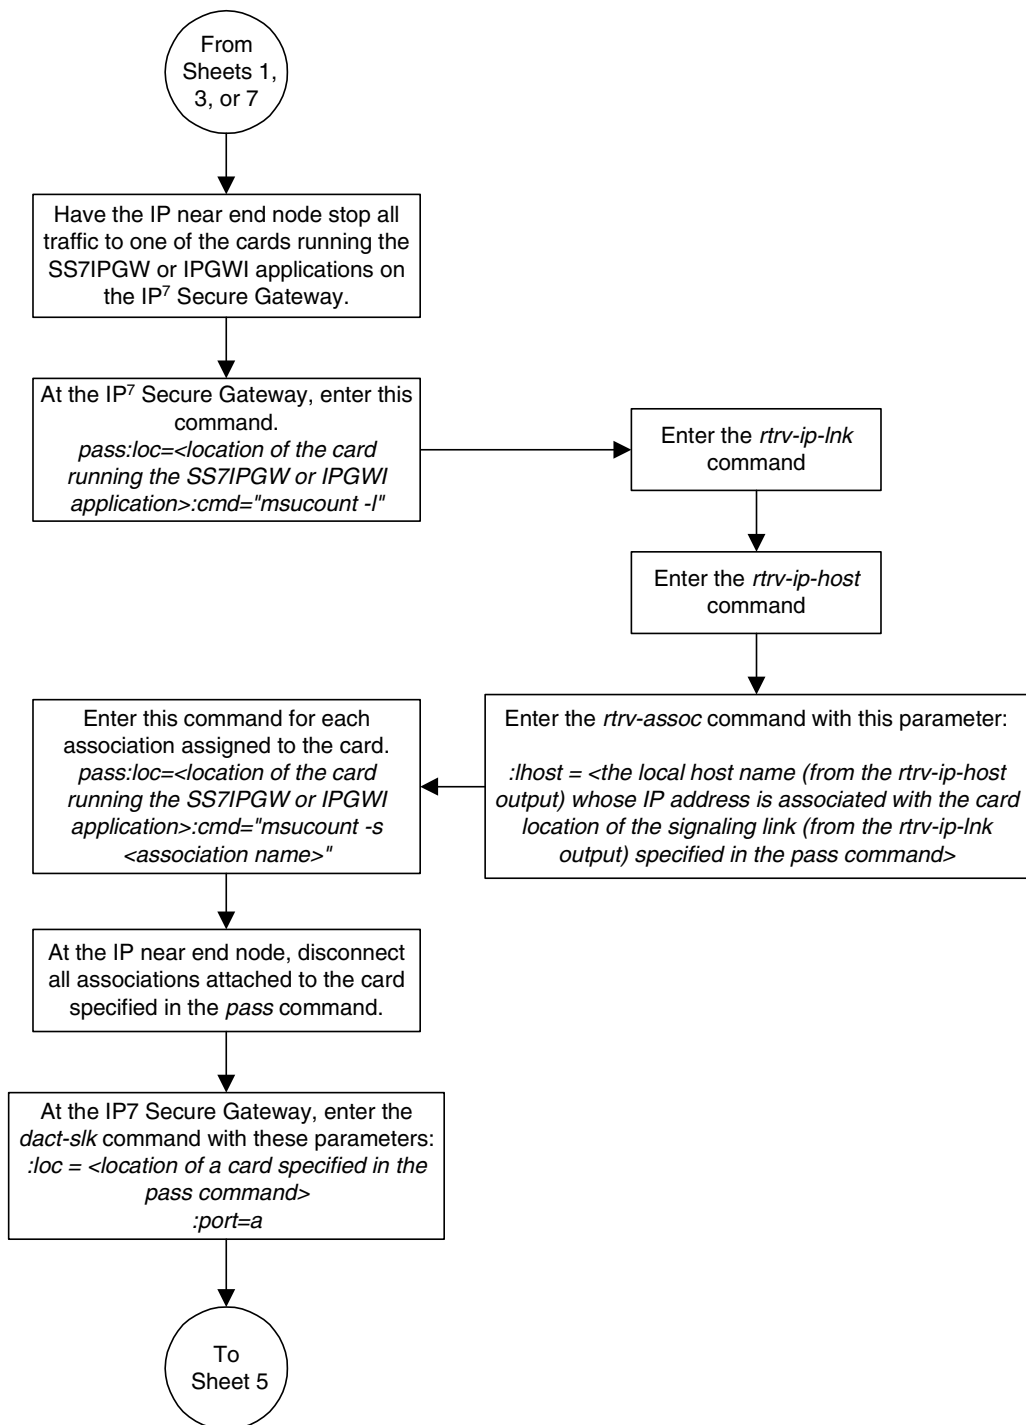 From
Sheets 1,
3, or 7
Have the IP near end node stop all
traffic to one of the cards running the
SS7IPGW or IPGWI applications on
the IP⁷ Secure Gateway.
At the IP⁷ Secure Gateway, enter this
command.
pass:loc=<location of the card
running the SS7IPGW or IPGWI
application>:cmd="msucount -l"
Enter the rtrv-ip-lnk
command
Enter the rtrv-ip-host
command
Enter the rtrv-assoc command with this parameter:
:lhost = <the local host name (from the rtrv-ip-host
output) whose IP address is associated with the card
location of the signaling link (from the rtrv-ip-lnk
output) specified in the pass command>
Enter this command for each
association assigned to the card.
pass:loc=<location of the card
running the SS7IPGW or IPGWI
application>:cmd="msucount -s
<association name>"
At the IP near end node, disconnect
all associations attached to the card
specified in the pass command.
At the IP7 Secure Gateway, enter the
dact-slk command with these parameters:
:loc = <location of a card specified in the
pass command>
:port=a
To
Sheet 5